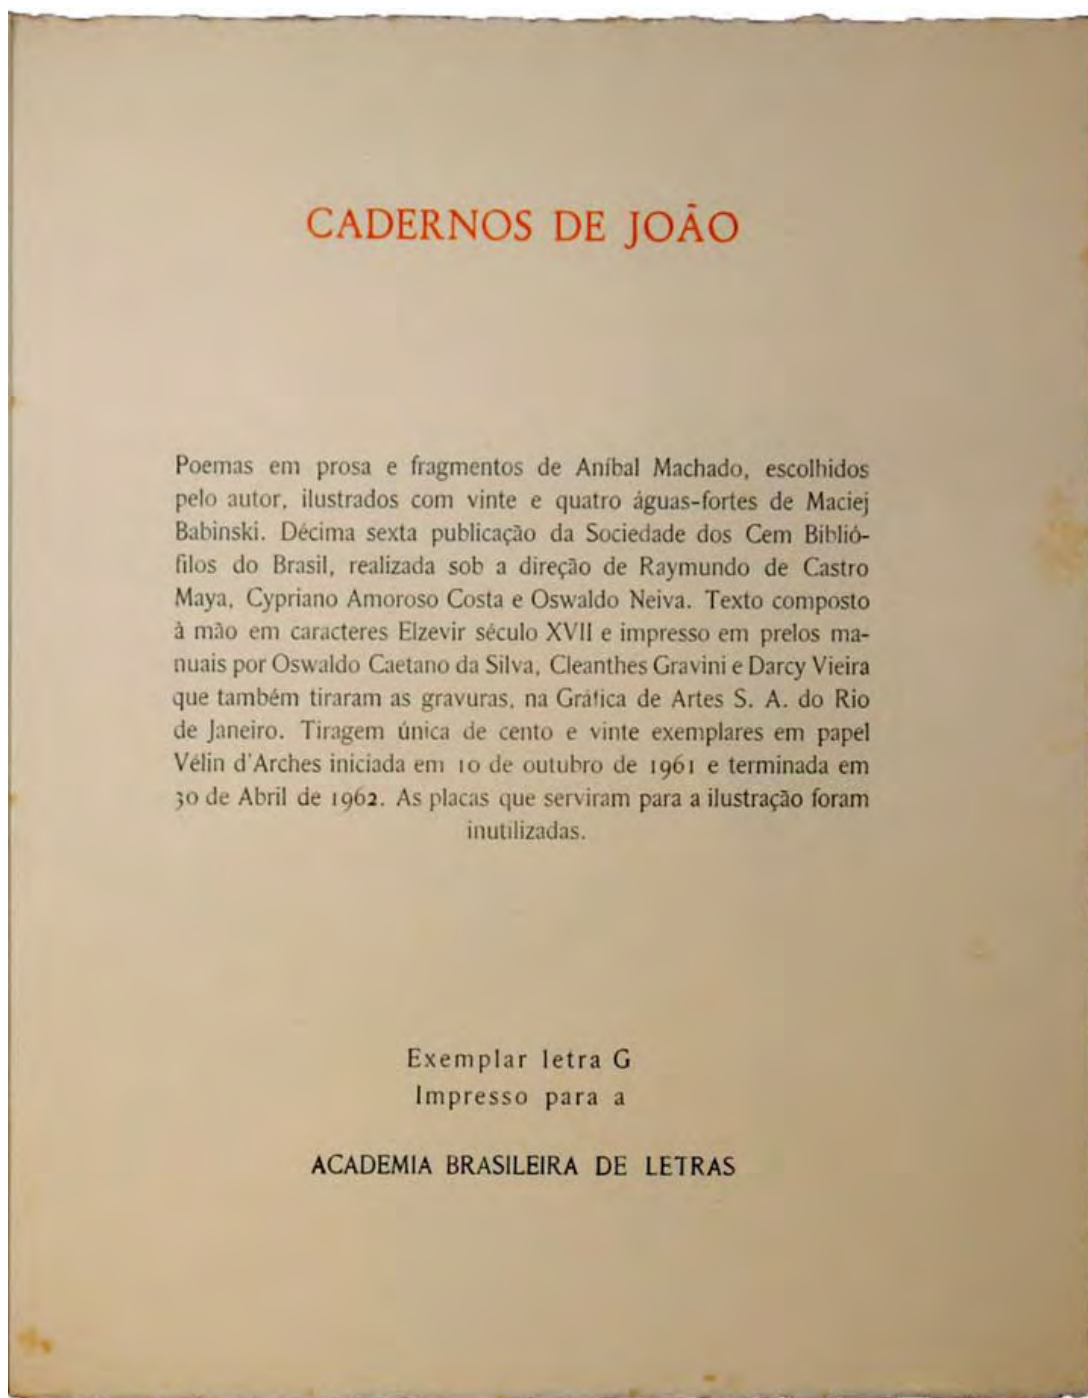 CADERNOS DE JOÃO
Poemas em prosa e fragmentos de Aníbal Machado, escolhidos
pelo autor, ilustrados com vinte e quatro águas-fortes de Maciej
Babinski. Décima sexta publicação da Sociedade dos Cem Biblió-
filos do Brasil, realizada sob a direção de Raymundo de Castro
Maya, Cypriano Amoroso Costa e Oswaldo Neiva. Texto composto
à mão em caracteres Elzevir século XVII e impresso em prelos ma-
nuais por Oswaldo Caetano da Silva, Cleanthes Gravini e Darcy Vieira
que também tiraram as gravuras, na Gráfica de Artes S. A. do Rio
de Janeiro. Tiragem única de cento e vinte exemplares em papel
Vélin d'Arches iniciada em 10 de outubro de 1961 e terminada em
30 de Abril de 1962. As placas que serviram para a ilustração foram
inutilizadas.
Exemplar letra G
Impresso para a
ACADEMIA BRASILEIRA DE LETRAS